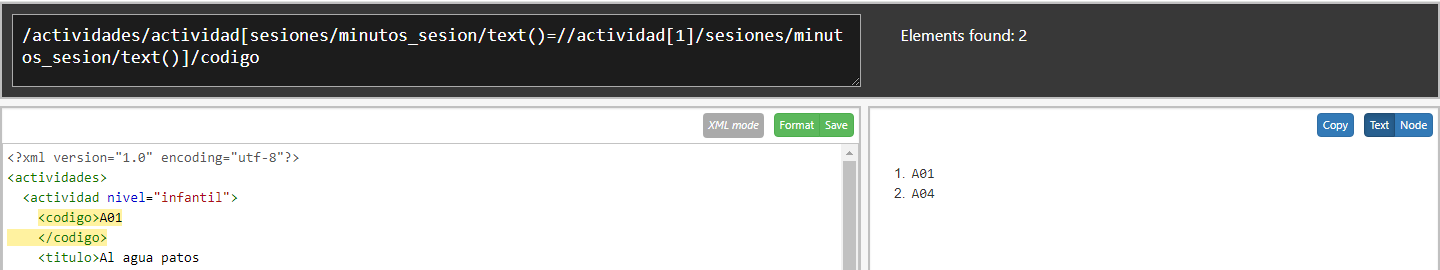 /actividades/actividad[sesiones/minutos_sesion/text()=//actividad[1]/sesiones/minut
os_sesion/text()]/codigo
Elements found: 2
XML mode
Format
Save
Copy
Text
Node
<?xml version="1.0" encoding="utf-8"?>
<actividades>
<actividad nivel="infantil">
<codigo>A01
</codigo>
<titulo>Al agua patos
1. A01
2. A04